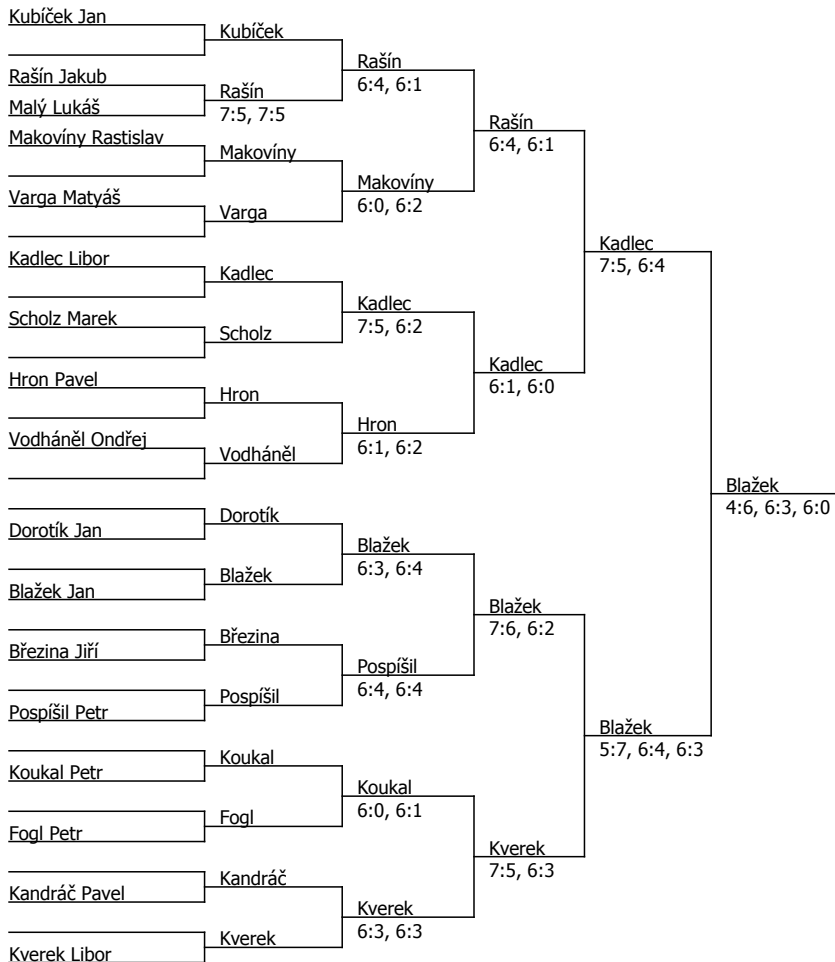 Kubíček Jan
Rašín Jakub
Malý Lukáš
Makovíny Rastislav
Varga Matyáš
Kadlec Libor
Scholz Marek
Hron Pavel
Vodháněl Ondřej
Dorotík Jan
Blažek Jan
Březina Jiří
Pospíšil Petr
Koukal Petr
Fogl Petr
Kandráč Pavel
Kverek Libor
Kubíček
Rašín
7:5, 7:5
Makovíny
Varga
Kadlec
Scholz
Hron
Vodháněl
Dorotík
Blažek
Březina
Pospíšil
Koukal
Fogl
Kandráč
Kverek
Rašín
6:4, 6:1
Makovíny
6:0, 6:2
Kadlec
7:5, 6:2
Hron
6:1, 6:2
Blažek
6:3, 6:4
Pospíšil
6:4, 6:4
Koukal
6:0, 6:1
Kverek
6:3, 6:3
Rašín
6:4, 6:1
Kadlec
6:1, 6:0
Blažek
7:6, 6:2
Kverek
7:5, 6:3
Kadlec
7:5, 6:4
Blažek
5:7, 6:4, 6:3
Blažek
4:6, 6:3, 6:0